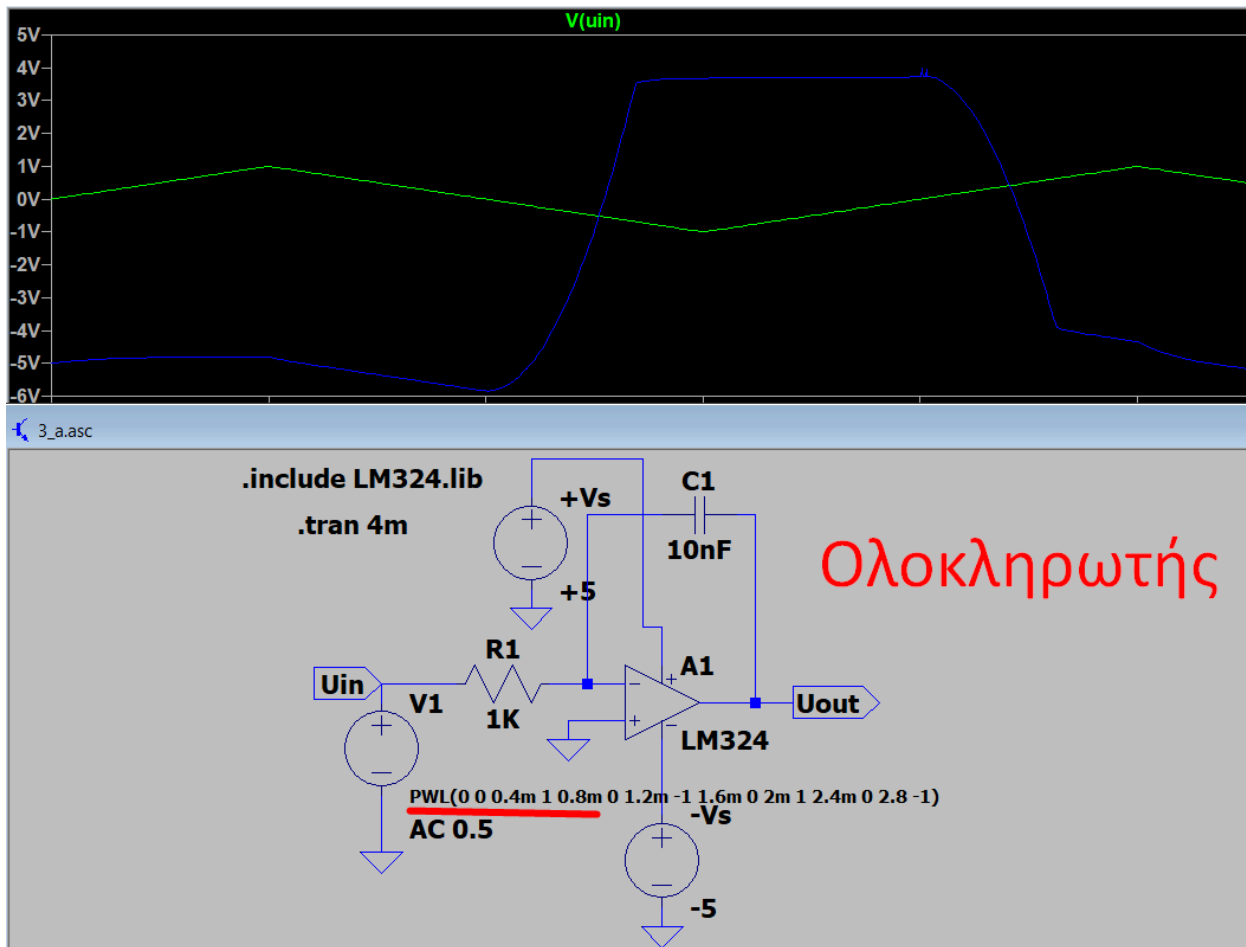 V(uin)
5V
4V
3V
2V
1V
0V
-1V
-2V
-3V
-4V
-5V
-6V
3_a.asc
.include LM324.lib
.tran 4m
+Vs
+5
C1
10nF
Ολοκληρωτής
R1
1K
A1
Uin
V1
Uout
LM324
PWL(0 0 0.4m 1 0.8m 0 1.2m -1 1.6m 0 2m 1 2.4m 0 2.8 -1)
AC 0.5
-Vs
-5